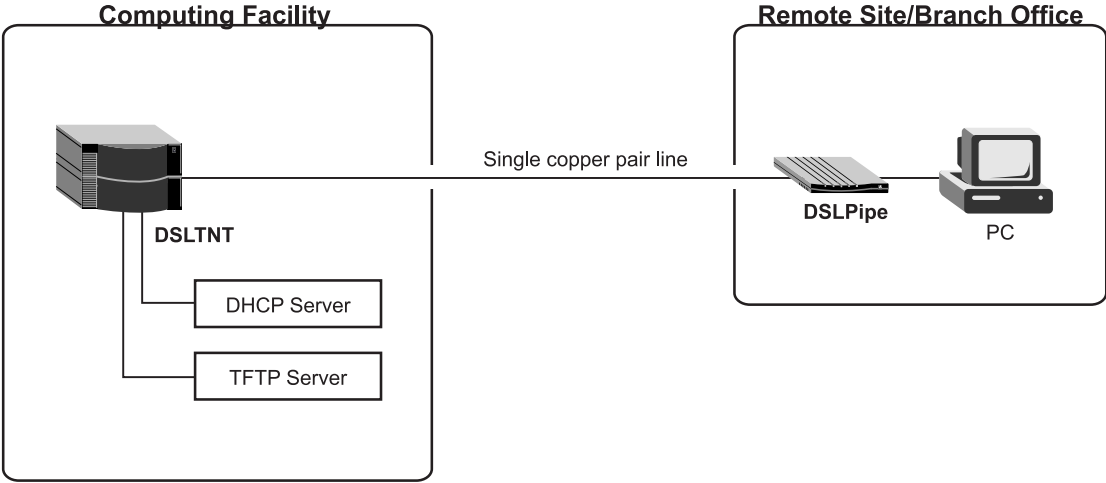 Computing Facility
Remote Site/Branch Office
Single copper pair line
DSLPipe
PC
DSLTNT
DHCP Server
TFTP Server